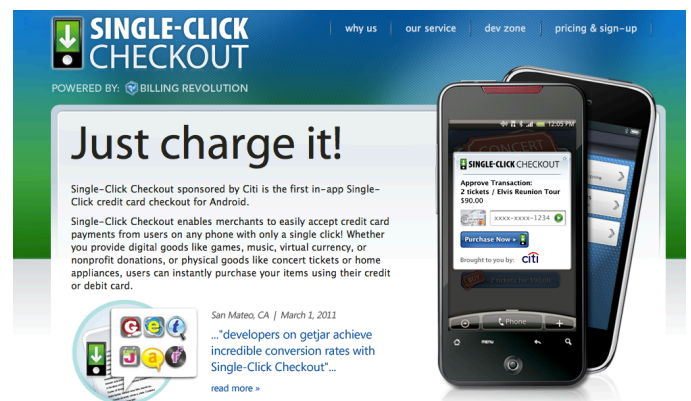 SINGLE-CLICK
CHECKOUT
why us
our service
dev zone
pricing & sign-up
POWERED BY: BILLING REVOLUTION
Just charge it!
Single-Click Checkout sponsored by Citi is the first in-app Single-
Click credit card checkout for Android.
Single-Click Checkout enables merchants to easily accept credit card
payments from users on any phone with only a single click! Whether
you provide digital goods like games, music, virtual currency, or
nonprofit donations, or physical goods like concert tickets or home
appliances, users can instantly purchase your items using their credit
or debit card.
Get
Jar
San Mateo, CA | March 1, 2011
..."developers on getjar achieve
incredible conversion rates with
Single-Click Checkout"...
read more »
12:05 PM
CONCERT
SINGLE-CLICK CHECKOUT
Approve Transaction:
2 tickets / Elvis Reunion Tour
$90.00
xxxx-xxxx-1234
Purchase Now »
Brought to you by: citi
BUY
Phone
MENU